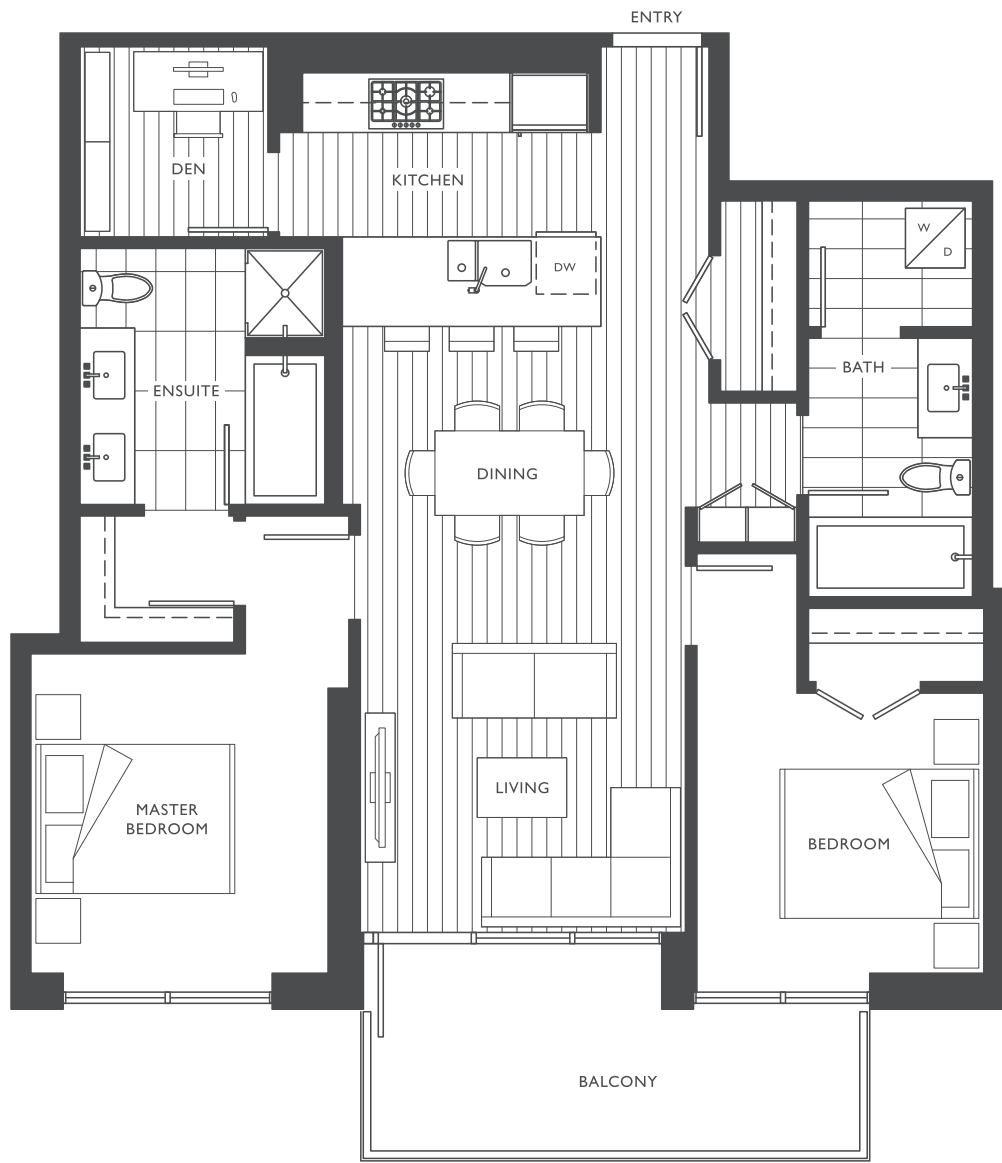 ENTRY
DEN
KITCHEN
W
D
DW
BATH
ENSUITE
DINING
LIVING
MASTER
BEDROOM
BEDROOM
BALCONY